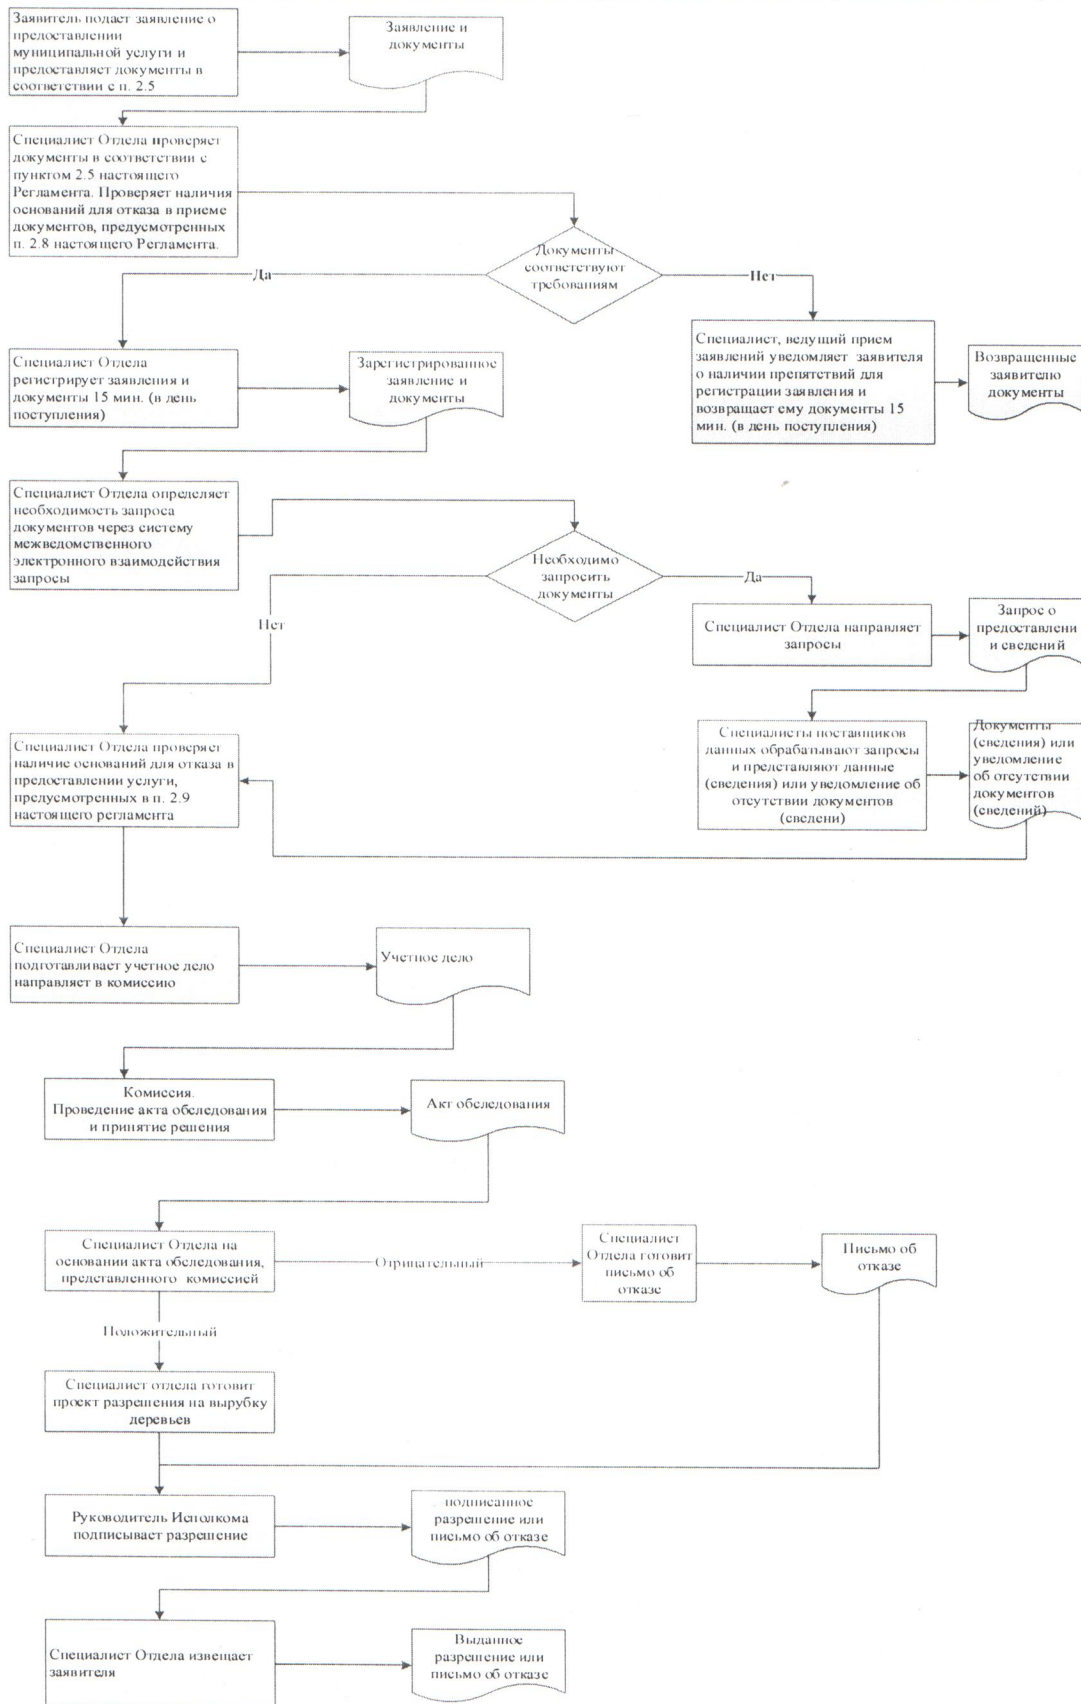 Заявитель подает заявление о
предоставлении
муниципальной услуги и
предоставляет документы в
соответствии с п. 2.5
Заявление и
документы
Специалист Отдела проверяет
документы в соответствии с
пунктом 2.5 настоящего
Регламента. Проверяет наличия
оснований для отказа в приеме
документов, предусмотренных
п. 2.8 настоящего Регламента.
Документы
соответствуют
требованиям
Да
Нет
Специалист Отдела
регистрирует заявления и
документы 15 мин. (в день
поступления)
Зарегистрированное
заявление и
документы
Специалист, ведущий прием
заявлений уведомляет заявителя
о наличии препятствий для
регистрации заявления и
возвращает ему документы 15
мин. (в день поступления)
Возвращенные
заявителю
документы
Специалист Отдела определяет
необходимость запроса
документов через систему
межведомственного
электронного взаимодействия
запросы
Необходимо
запросить
документы
Да
Нет
Специалист Отдела направляет
запросы
Запрос о
предоставлени
и сведений
Специалист Отдела проверяет
наличие оснований для отказа в
предоставлении услуги,
предусмотренных в п. 2.9
настоящего регламента
Специалисты поставщиков
данных обрабатывают запросы
и представляют данные
(сведения) или уведомление об
отсутствии документов
(сведени)
Документы
(сведения) или
уведомление
об отсутствии
документов
(сведений)
Специалист Отдела
подготавливает учетное дело
направляет в комиссию
Учетное дело
Комиссия.
Проведение акта обследования
и принятие решения
Акт обследования
Специалист Отдела на
основании акта обследования,
представленного комиссией
Отрицательный
Специалист
Отдела готовит
письмо об
отказе
Письмо об
отказе
Положительный
Специалист отдела готовит
проект разрешения на вырубку
деревьев
Руководитель Исполкома
подписывает разрешение
подписанное
разрешение или
письмо об отказе
Специалист Отдела извещает
заявителя
Выданное
разрешение или
письмо об отказе